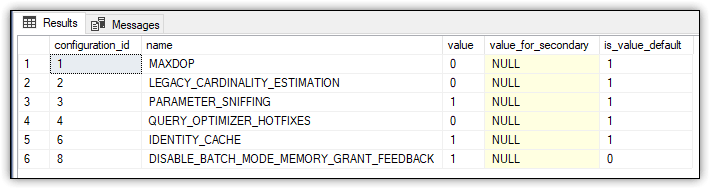 Results Messages
configuration_id name value value_for_secondary is_value_default
1 1 MAXDOP 0 NULL 1
2 2 LEGACY_CARDINALITY_ESTIMATION 0 NULL 1
3 3 PARAMETER_SNIFFING 1 NULL 1
4 4 QUERY_OPTIMIZER_HOTFIXES 0 NULL 1
5 6 IDENTITY_CACHE 1 NULL 1
6 8 DISABLE_BATCH_MODE_MEMORY_GRANT_FEEDBACK 1 NULL 0